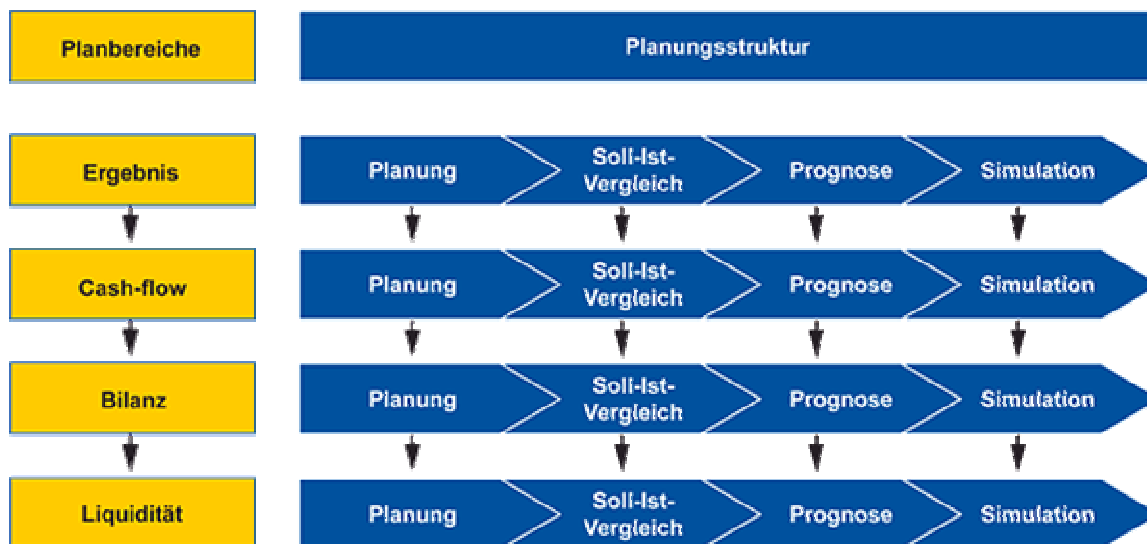 Planbereiche
Planungsstruktur
Ergebnis
Planung
Soll-Ist-
Vergleich
Prognose
Simulation
Cash-flow
Planung
Soll-Ist-
Vergleich
Prognose
Simulation
Bilanz
Planung
Soll-Ist-
Vergleich
Prognose
Simulation
Liquidität
Planung
Soll-Ist-
Vergleich
Prognose
Simulation